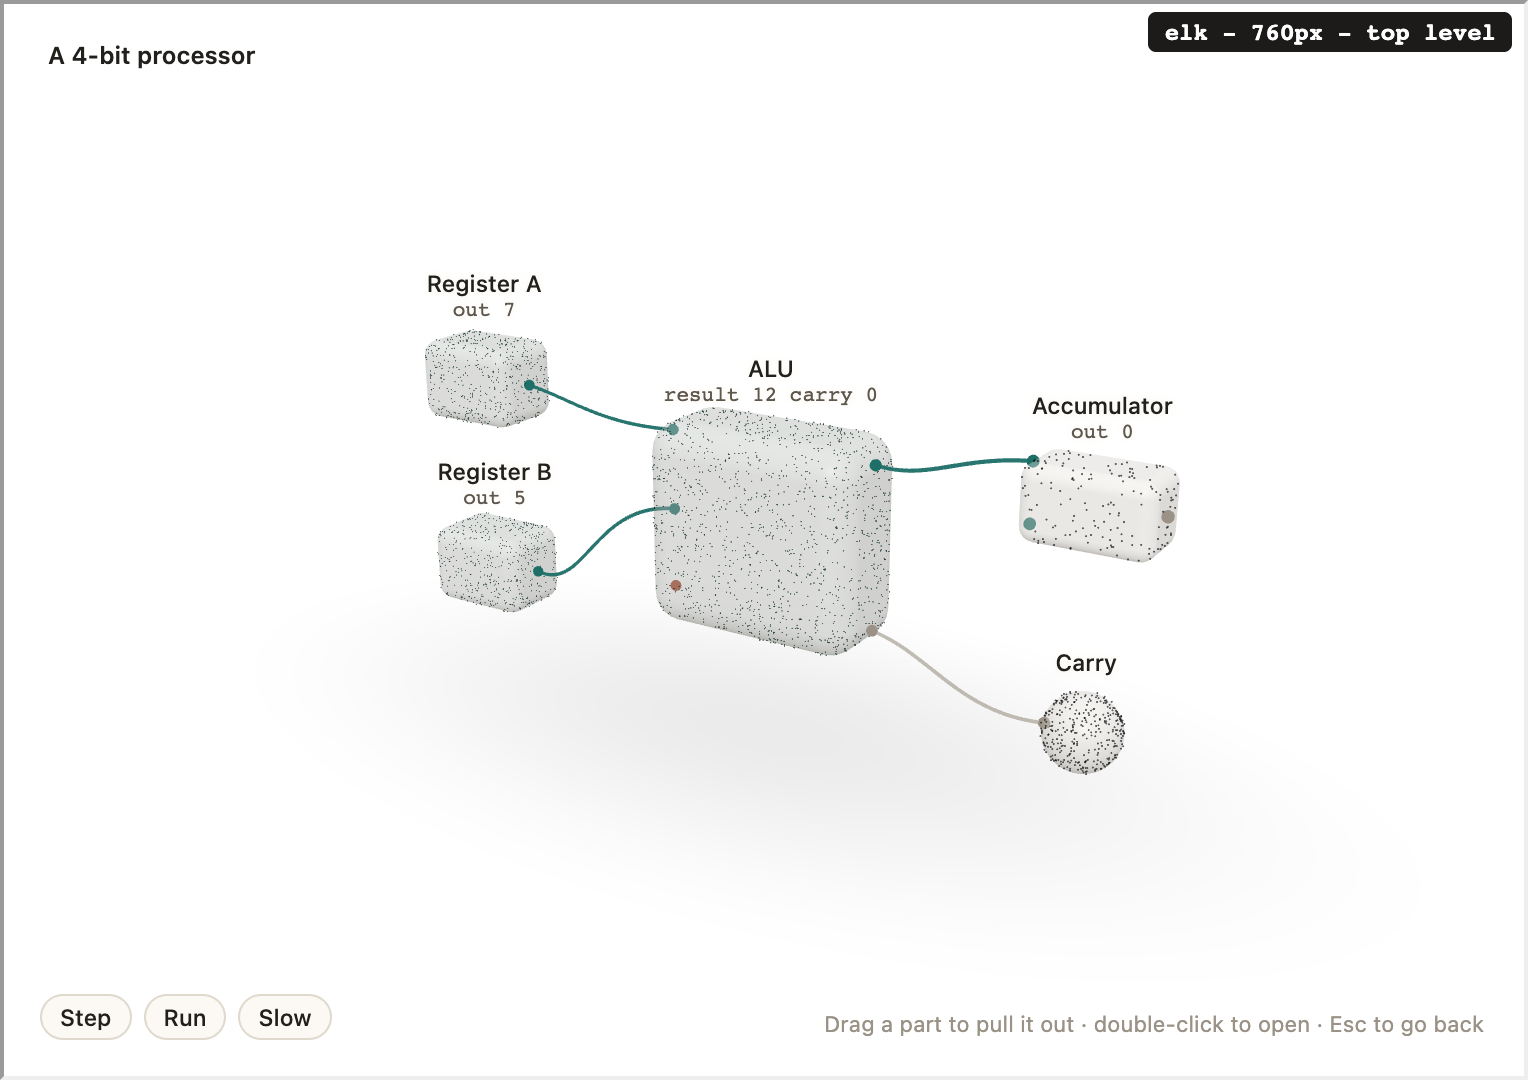 A 4-bit processor
elk – 760px – top level
Register A
out 7
ALU
result 12 carry 0
Accumulator
out 0
Register B
out 5
Carry
Step
Run
Slow
Drag a part to pull it out · double-click to open · Esc to go back